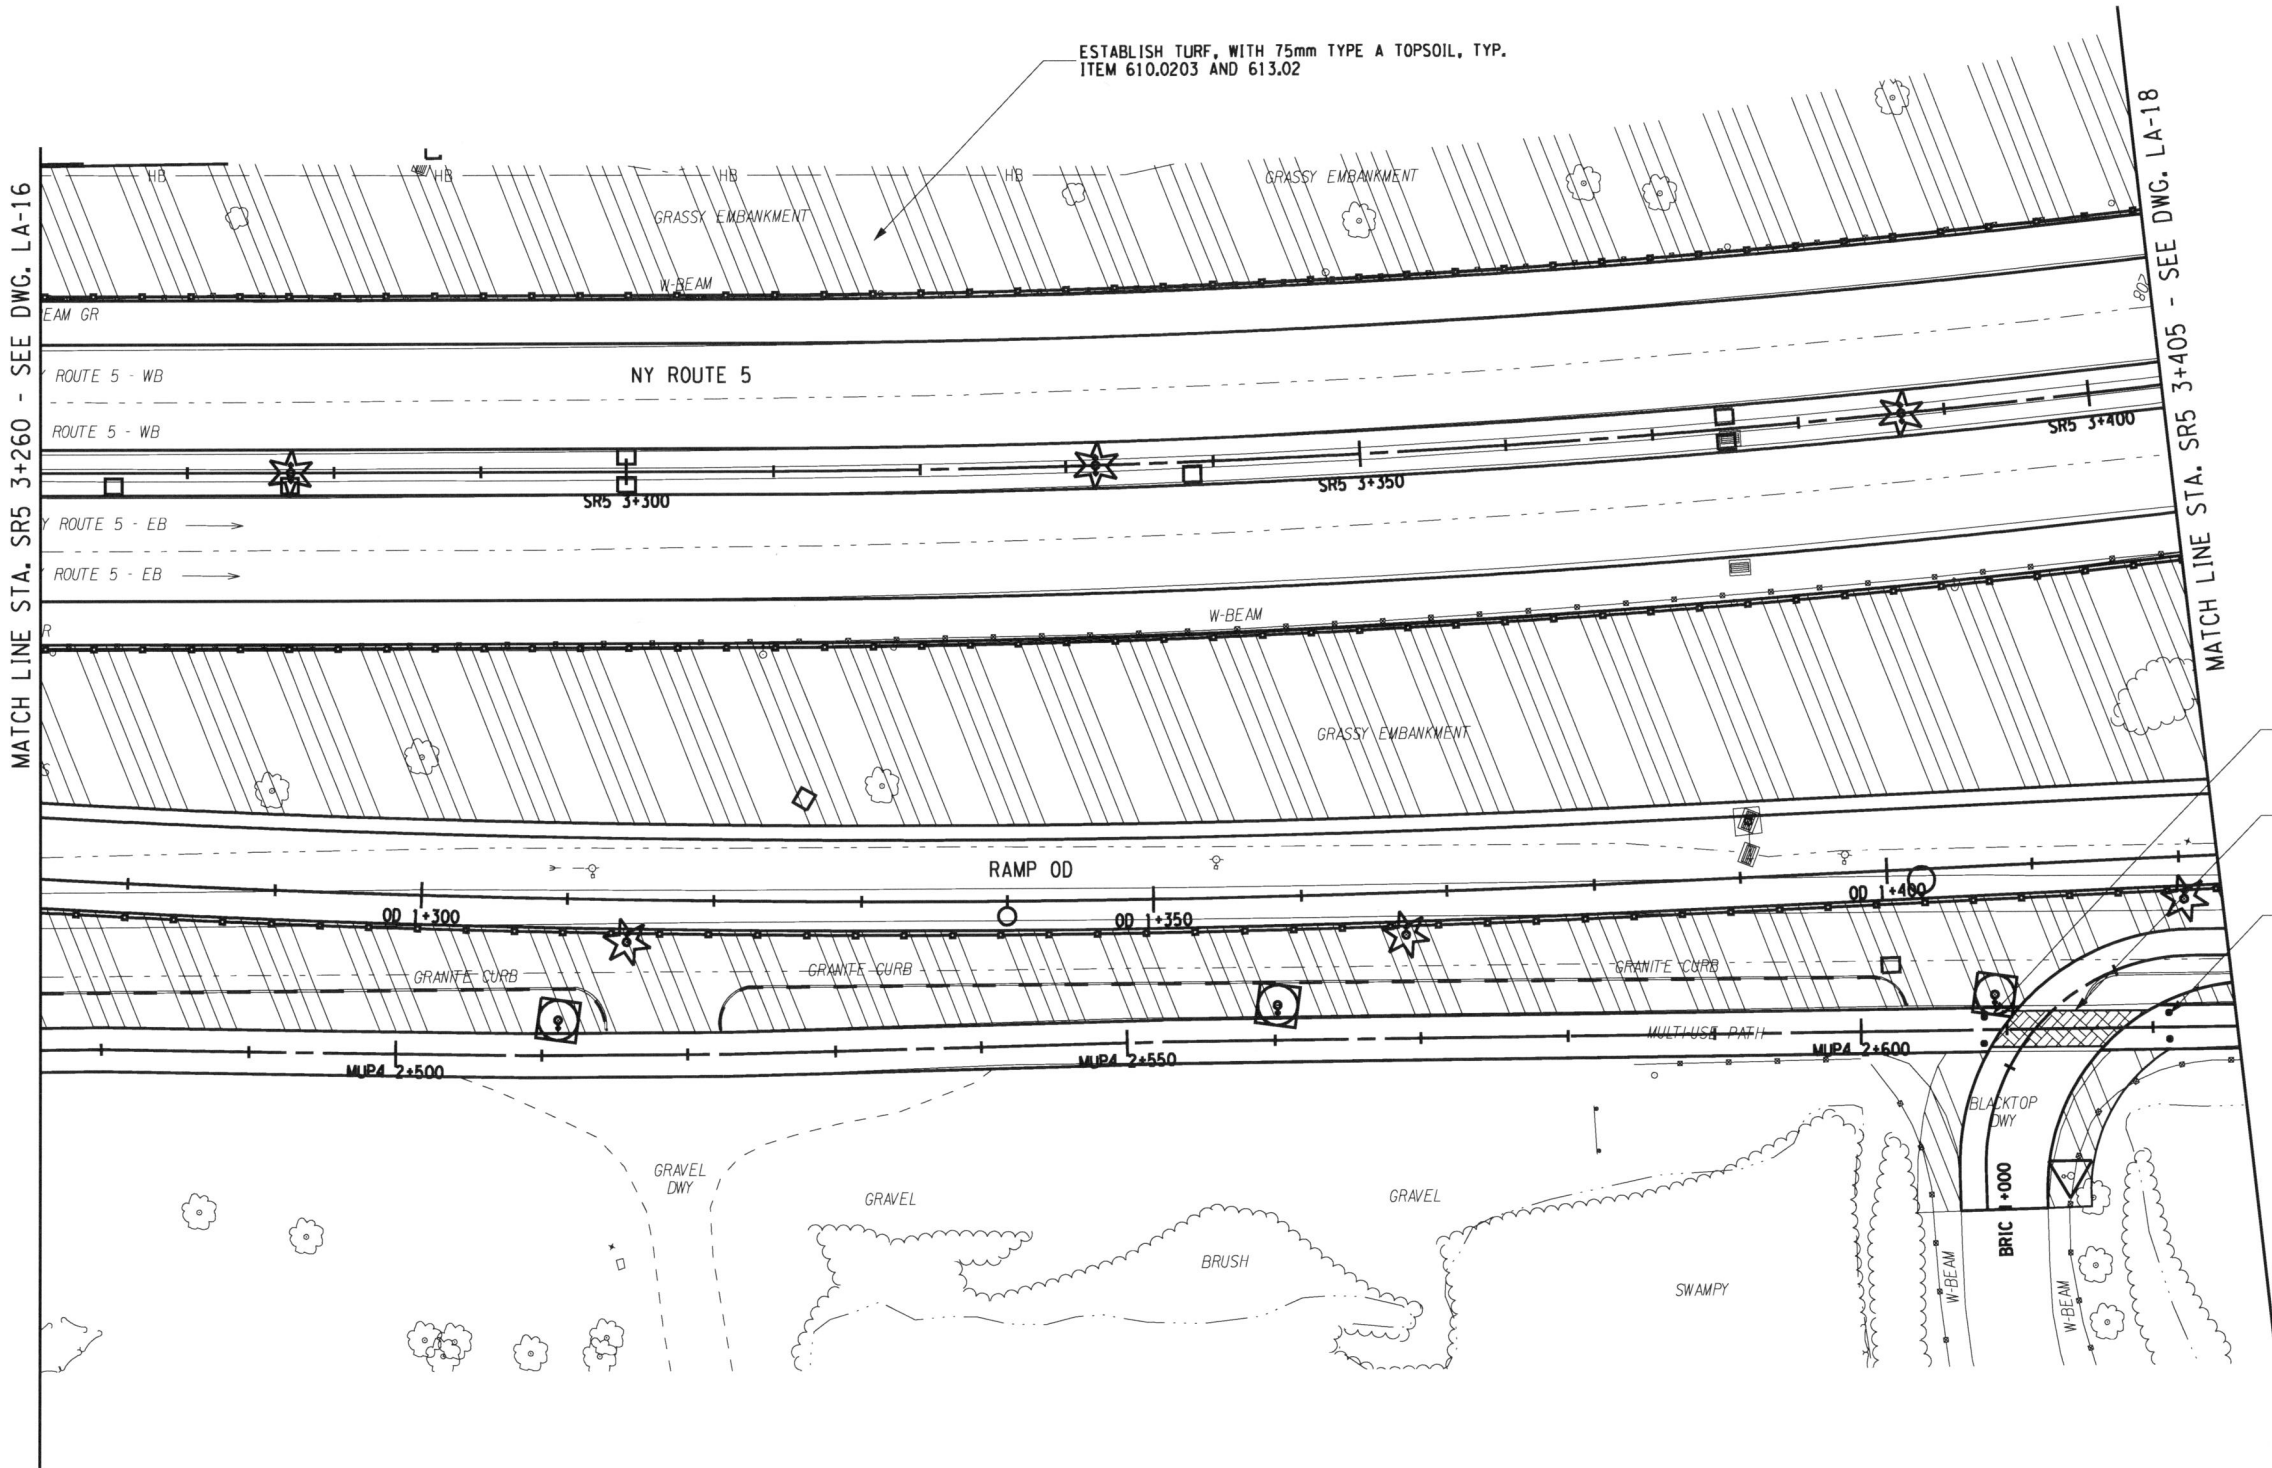 ESTABLISH TURF, WITH 75mm TYPE A TOPSOIL, TYP.
ITEM 610.0203 AND 613.02
MATCH LINE STA. SR5 3+260 - SEE DWG. LA-16
MATCH LINE STA. SR5 3+405 - SEE DWG. LA-18
HB
HB
HB
HB
GRASSY EMBANKMENT
GRASSY EMBANKMENT
W-BEAM
EAM GR
80
ROUTE 5 - WB
NY ROUTE 5
ROUTE 5 - WB
SR5 3+400
SR5 3+300
SR5 3+350
Y ROUTE 5 - EB
ROUTE 5 - EB
W-BEAM
R
GRASSY EMBANKMENT
S
RAMP OD
OD 1+300
OD 1+350
OD 1+400
GRANITE CURB
GRANITE CURB
GRANITE CURB
MULTI-USE PATH
MUP4 2+500
MUP4 2+550
MUP4 2+600
BLACKTOP
DWY
GRAVEL
DWY
GRAVEL
GRAVEL
BRIC 1+000
BRUSH
SWAMPY
W-BEAM
W-BEAM